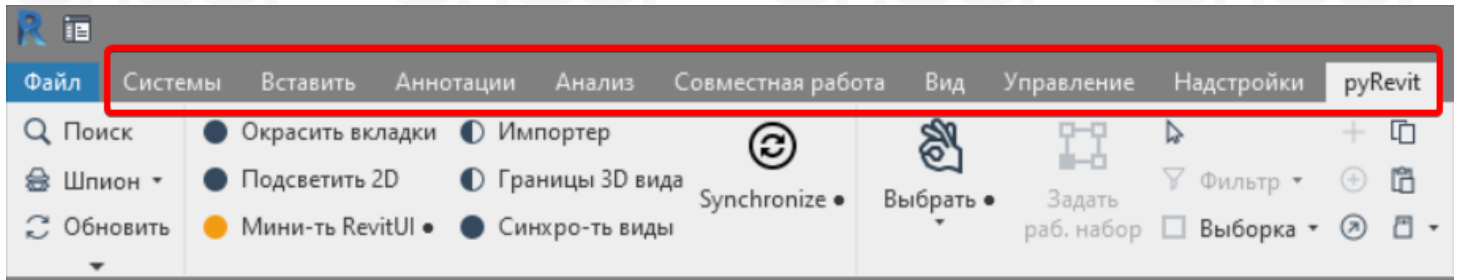 Файл Системы Вставить Аннотации Анализ Совместная работа Вид Управление Надстройки pyRevit
Поиск Окрасить вкладки Импортер
Шпион Подсветить 2D Границы 3D вида Synchronize Выбрать Задать Фильтр
Обновить Мини-ть RevitUI Синхро-ть виды раб. набор Выборка